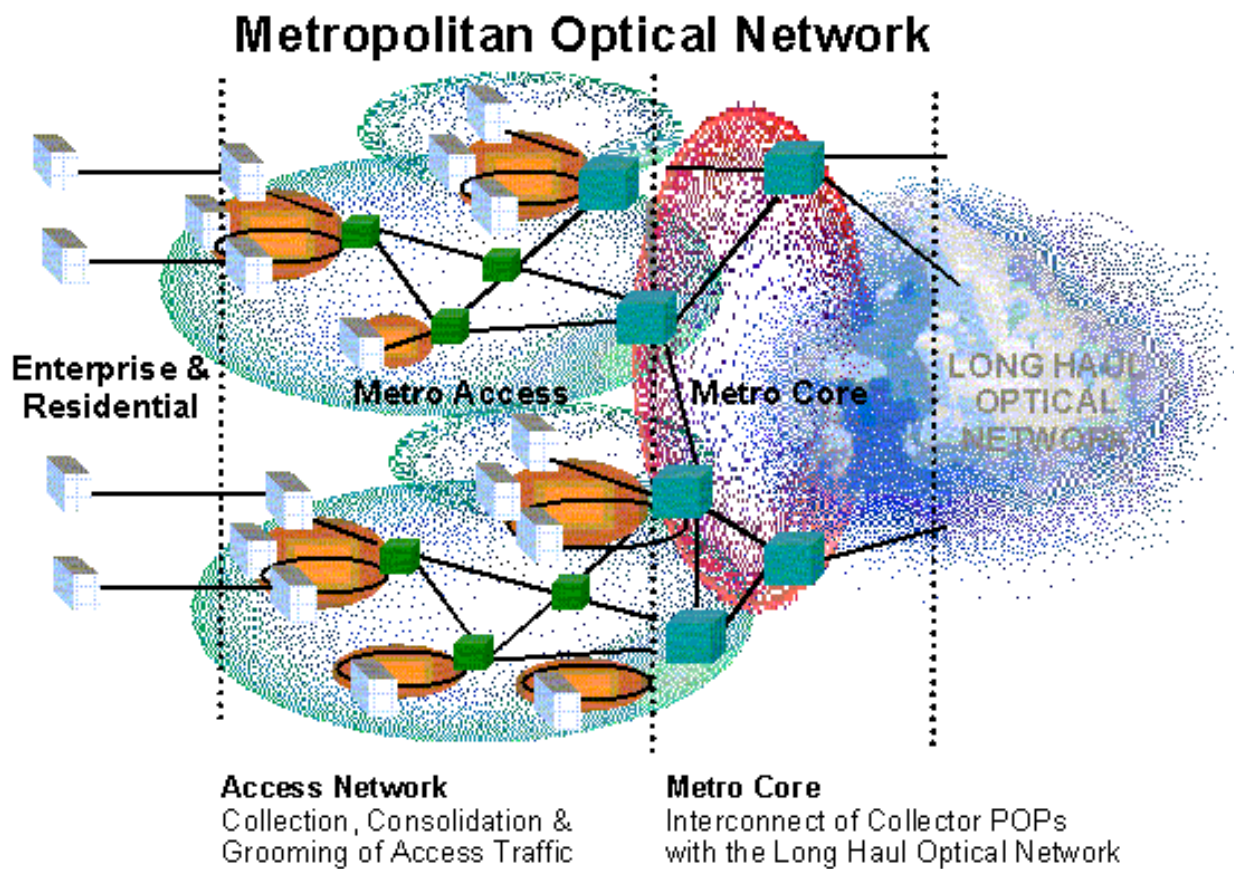 Metropolitan Optical Network
Enterprise &
Residential
Metro Access
Metro Core
LONG HAUL
OPTICAL
NETWORK
Access Network
Collection, Consolidation &
Grooming of Access Traffic
Metro Core
Interconnect of Collector POPs
with the Long Haul Optical Network